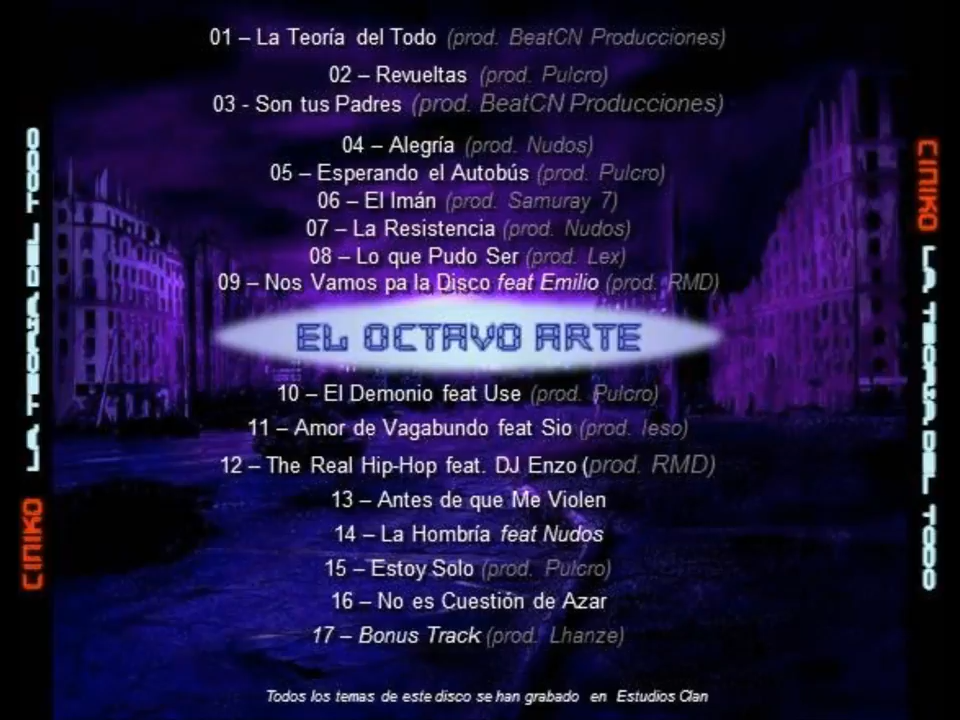 01 – La Teoría del Todo (prod. BeatCN Producciones)
02 – Revueltas (prod. Pulcro)
03 - Son tus Padres (prod. BeatCN Producciones)
04 – Alegría (prod. Nudos)
05 – Esperando el Autobús (prod. Pulcro)
06 – El Imán (prod. Samuray 7)
07 – La Resistencia (prod. Nudos)
08 – Lo que Pudo Ser (prod. Lex)
09 – Nos Vamos pa la Disco feat Emilio (prod. RMD)
EL OCTAVO ARTE
10 – El Demonio feat Use (prod. Pulcro)
11 – Amor de Vagabundo feat Sio (prod. Ieso)
12 – The Real Hip-Hop feat. DJ Enzo (prod. RMD)
13 – Antes de que Me Violen
14 – La Hombría feat Nudos
15 – Estoy Solo (prod. Pulcro)
16 – No es Cuestión de Azar
17 – Bonus Track (prod. Lhanze)
Todos los temas de este disco se han grabado en Estudios Clan
CINIKO LA TEORIA DEL TODO
CINIKO LA TEORIA DEL TODO